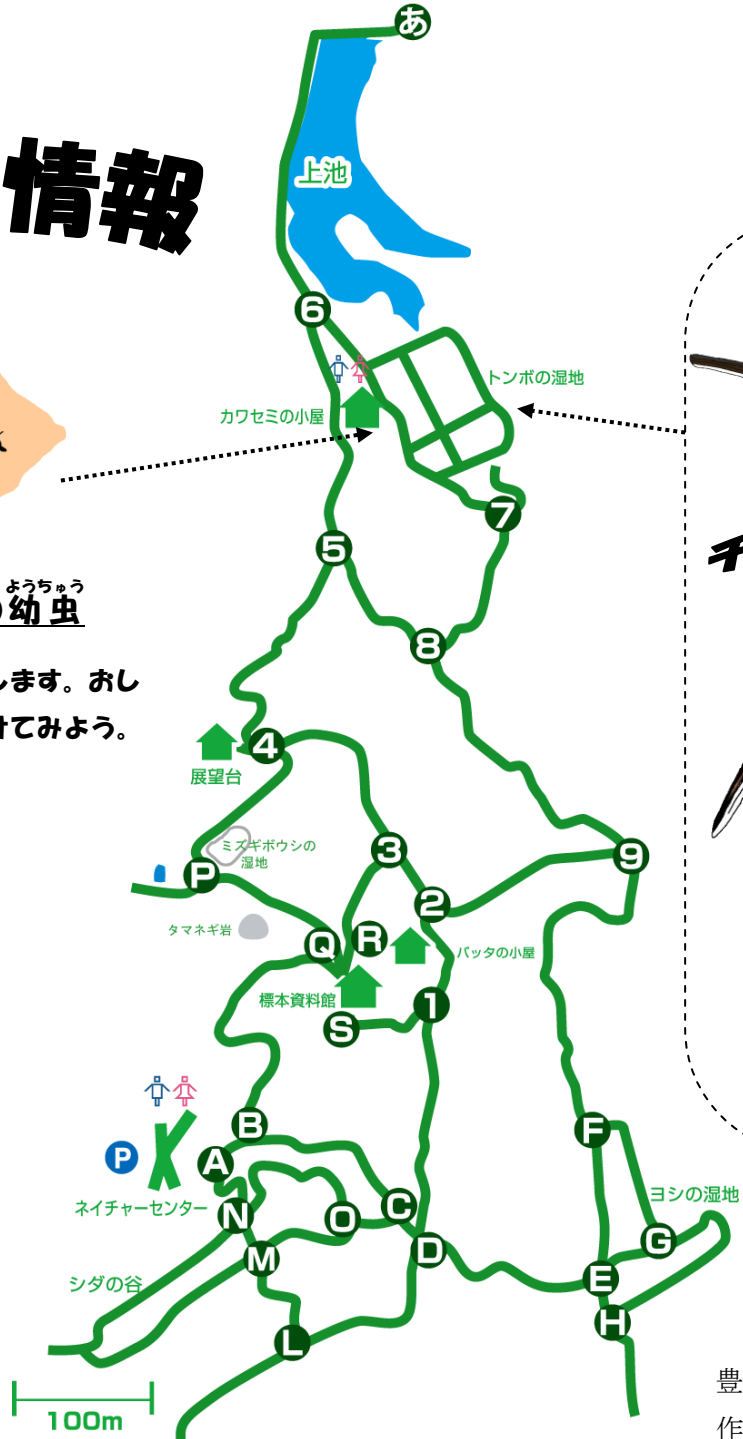 あ
情報
上池
6
トンボの湿地
カワセミの小屋
7
5
ようちゅう
幼虫
8
します。おし
けてみよう。
4
展望台
3
ミズギボウシの
湿地
9
P
2
タマネギ岩
Q
R
バッタの小屋
標本資料館
1
S
B
F
P
A
ネイチャーセンター
ヨシの湿地
N
O
C
G
M
D
シダの谷
E
H
L
100m
豊
作